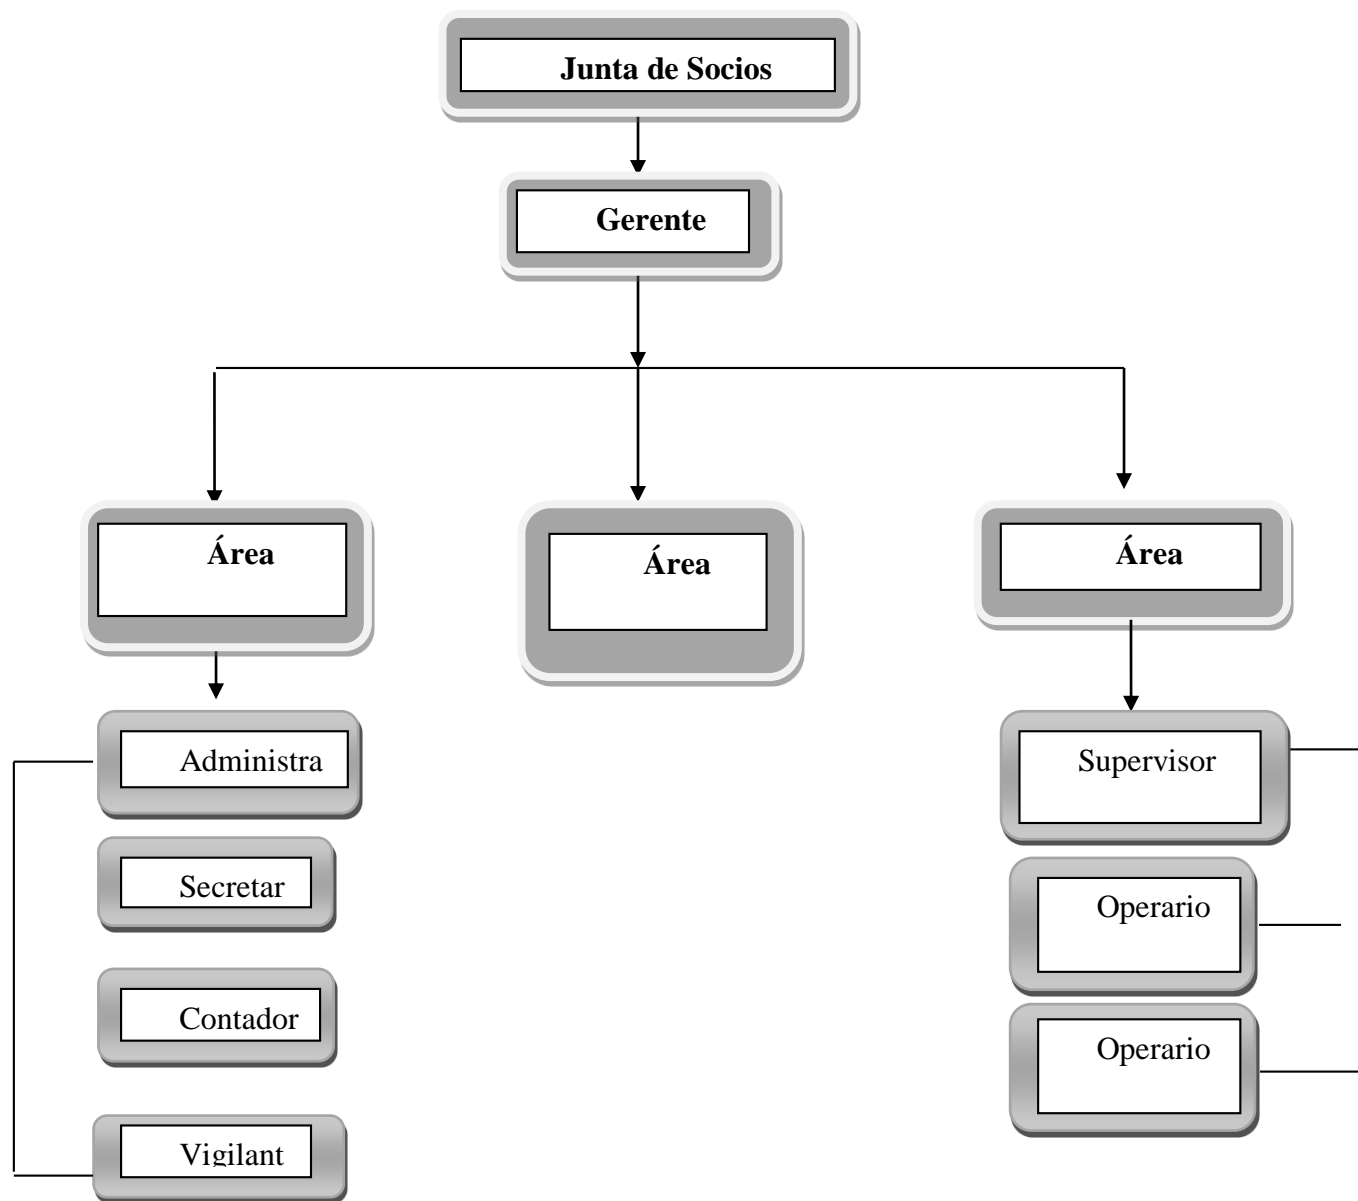 Junta de Socios
Gerente
Área
Área
Área
Administra
Secretar
Contador
Vigilant
Supervisor
Operario
Operario